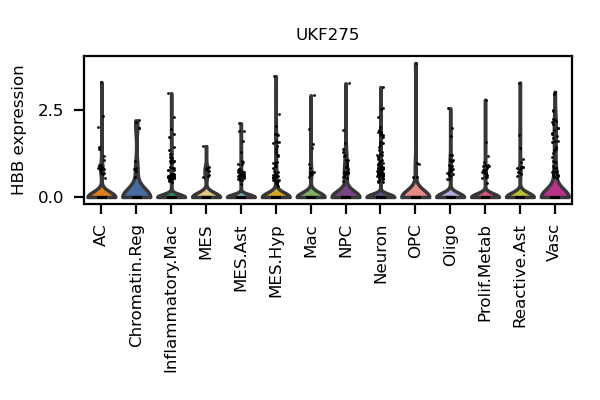 UKF275
HBB expression
2.5
0.0
AC
Chromatin.Reg
Inflammatory.Mac
MES
MES.Ast
MES.Hyp
Mac
NPC
Neuron
OPC
Oligo
Prolif.Metab
Reactive.Ast
Vasc